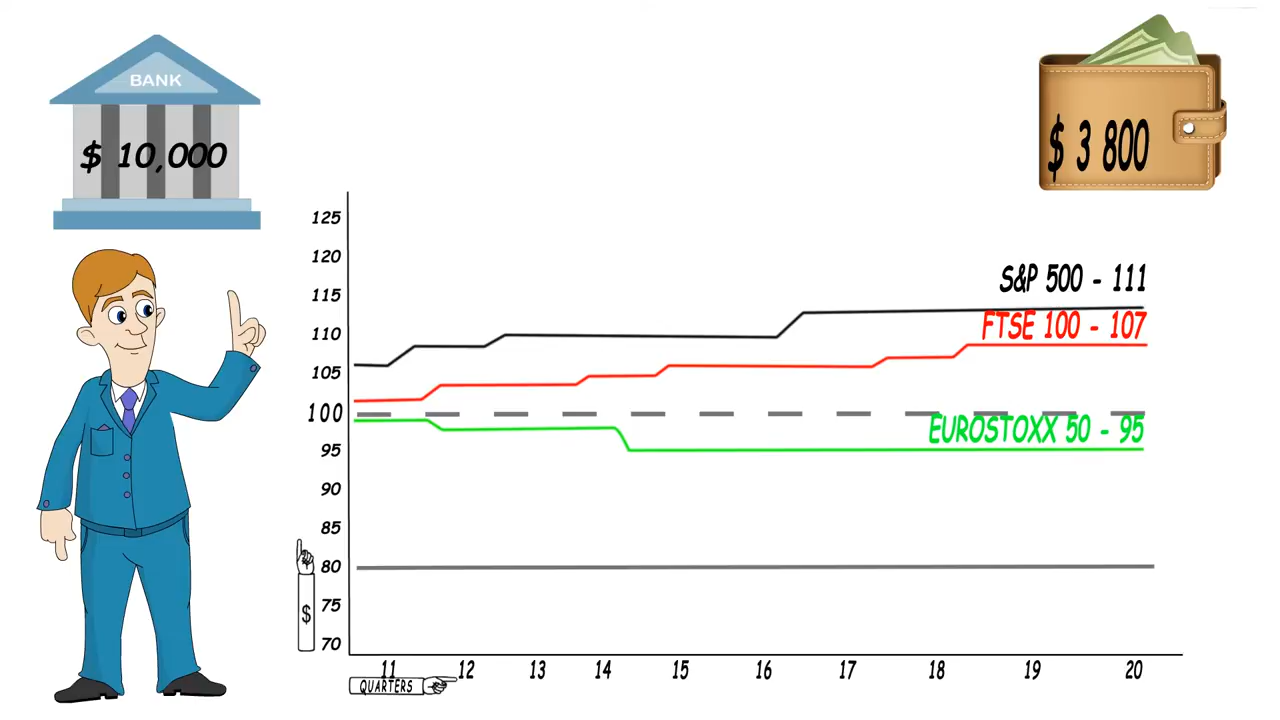 BANK
$ 10,000
$ 3 800
125
120
115
110
105
100
95
90
85
80
75
70
S&P 500 - 111
FTSE 100 - 107
EUROSTOXX 50 - 95
$
11 12 13 14 15 16 17 18 19 20
QUARTERS